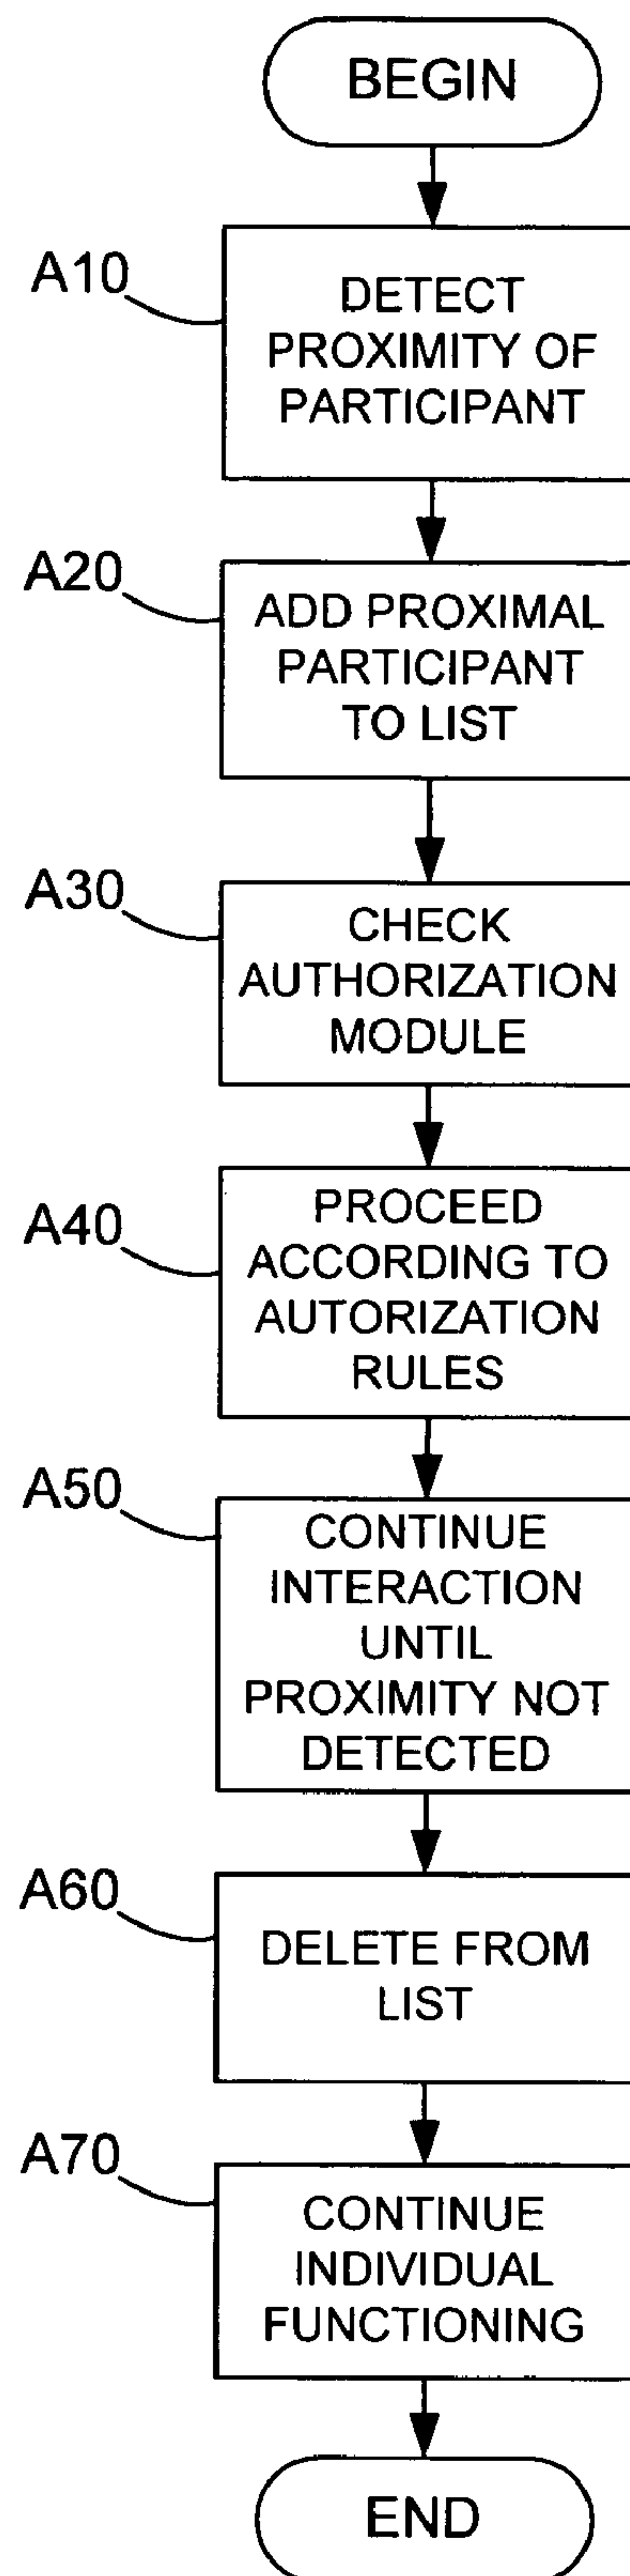 BEGIN
A10
DETECT
PROXIMITY OF
PARTICIPANT
A20
ADD PROXIMAL
PARTICIPANT
TO LIST
A30
CHECK
AUTHORIZATION
MODULE
A40
PROCEED
ACCORDING TO
AUTORIZATION
RULES
A50
CONTINUE
INTERACTION
UNTIL
PROXIMITY NOT
DETECTED
A60
DELETE FROM
LIST
A70
CONTINUE
INDIVIDUAL
FUNCTIONING
END